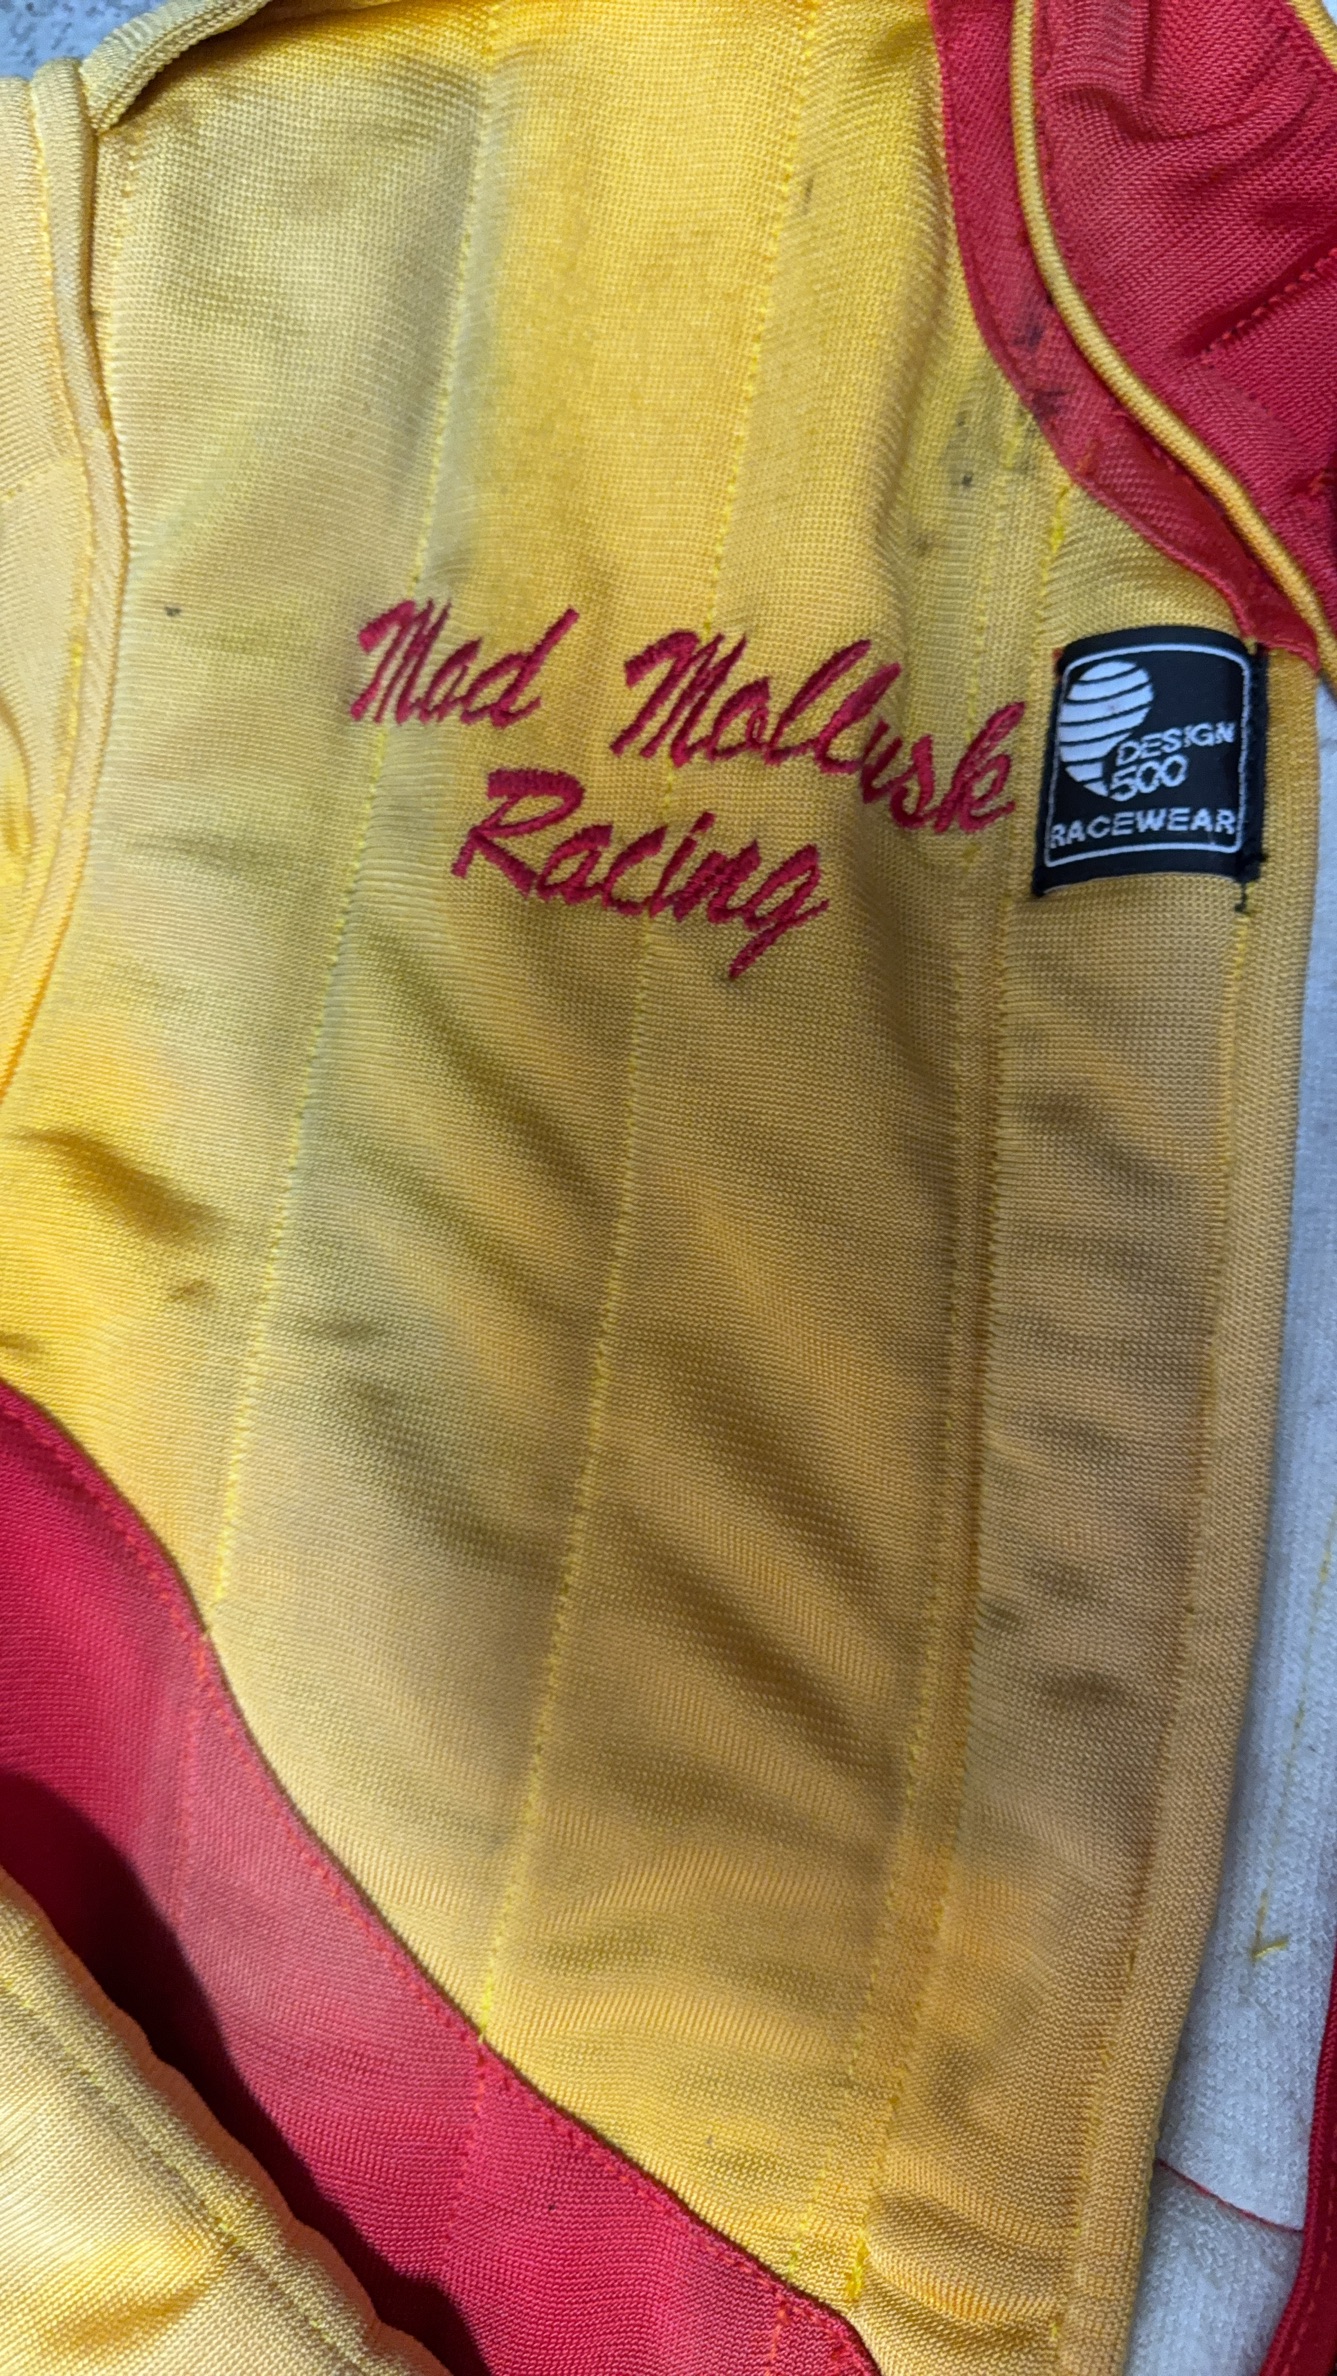 Mad Mollusk
Racing
DESIGN
500
RACEWEAR